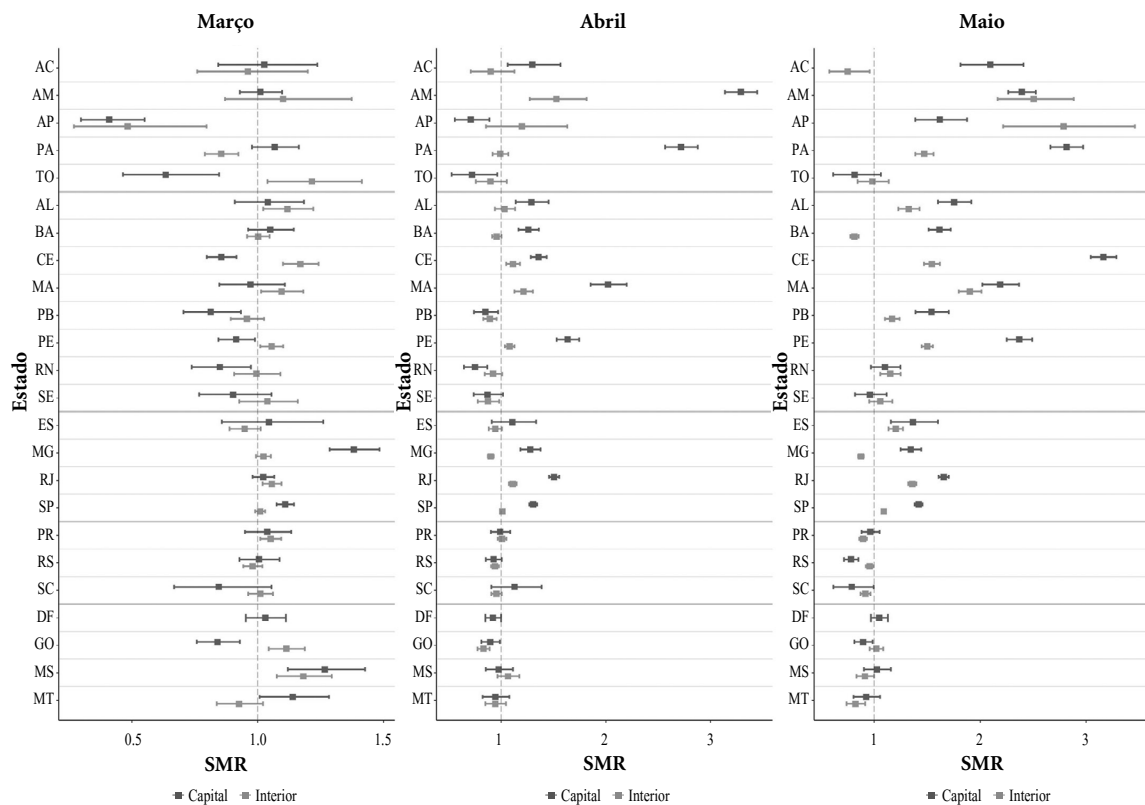 Março
Estado
AC
AM
AP
PA
TO
AL
BA
CE
MA
PB
PE
RN
SE
ES
MG
RJ
SP
PR
RS
SC
DF
GO
MS
MT
0.5 1.0 1.5
SMR
Capital Interior
Abril
Estado
AC
AM
AP
PA
TO
AL
BA
CE
MA
PB
PE
RN
SE
ES
MG
RJ
SP
PR
RS
SC
DF
GO
MS
MT
1 2 3
SMR
Capital Interior
Maio
Estado
AC
AM
AP
PA
TO
AL
BA
CE
MA
PB
PE
RN
SE
ES
MG
RJ
SP
PR
RS
SC
DF
GO
MS
MT
1 2 3
SMR
Capital Interior